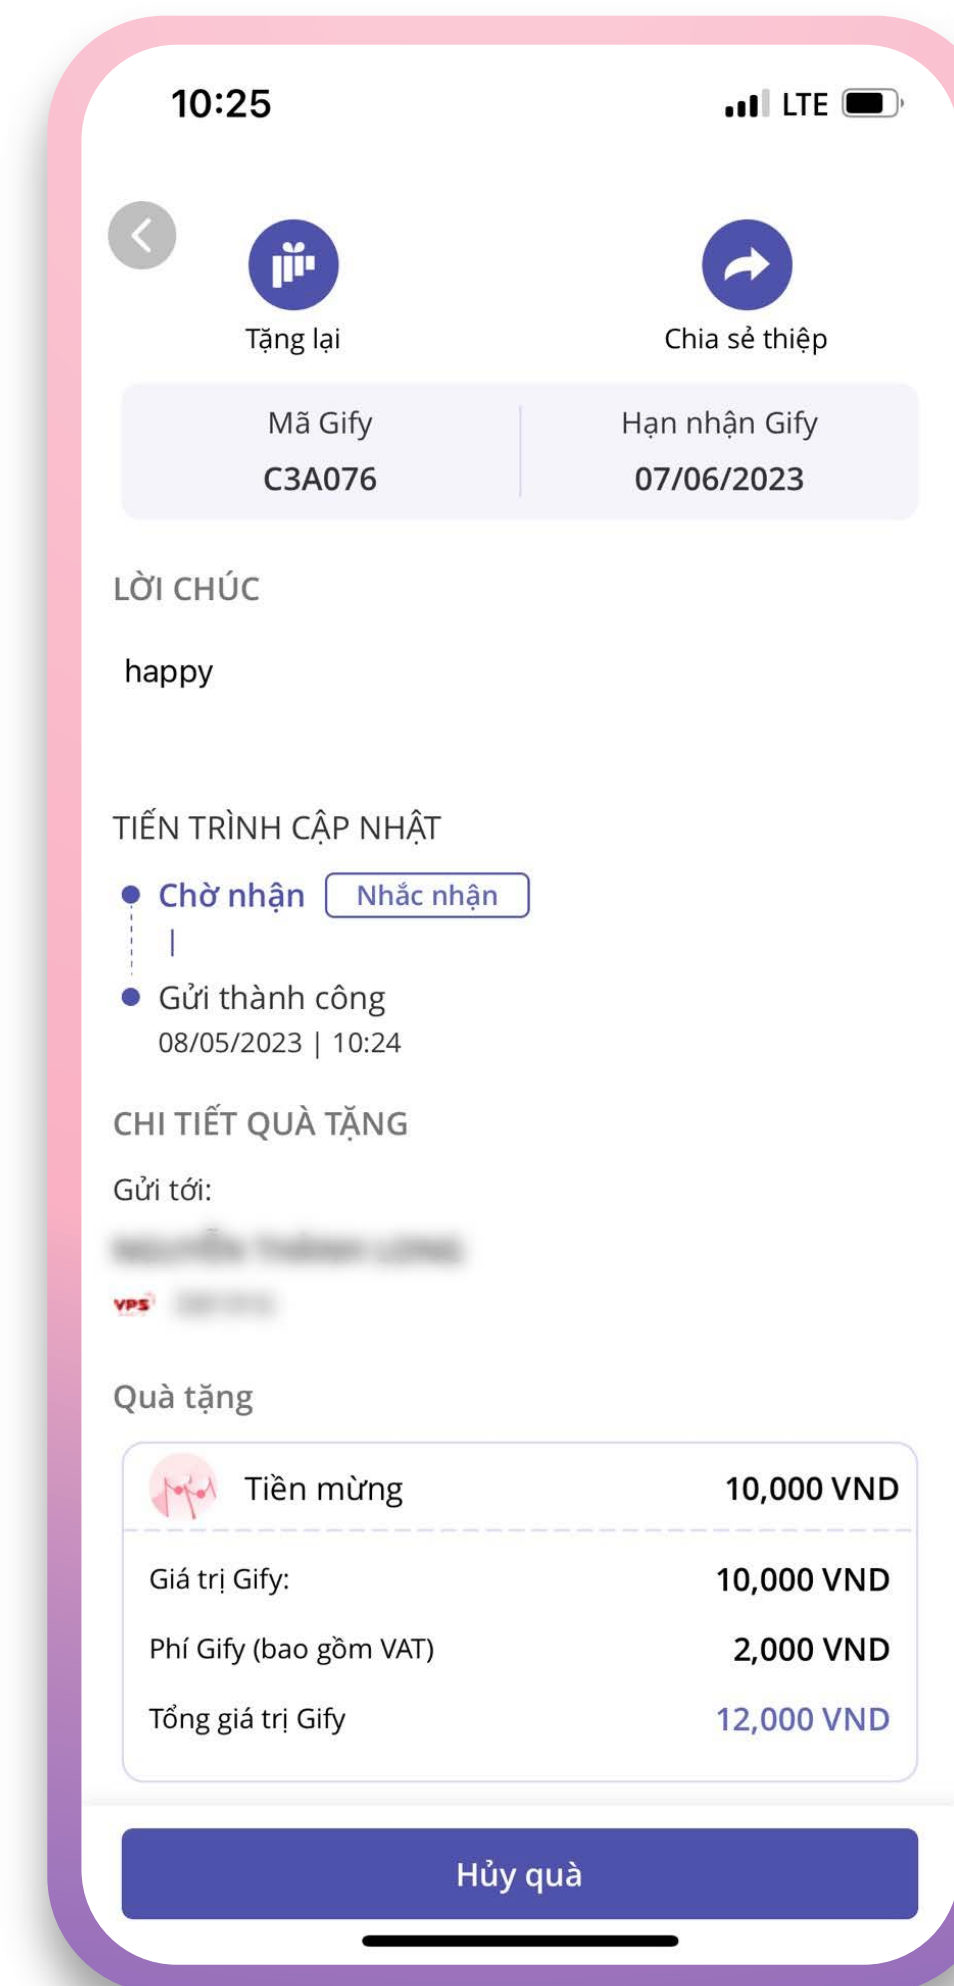 10:25
LTE
Tặng lại
Chia sẻ thiệp
Mã Gify
Hạn nhận Gify
C3A076
07/06/2023
LỜI CHÚC
happy
TIẾN TRÌNH CẬP NHẬT
Chờ nhận
Nhắc nhận
|
Gửi thành công
08/05/2023 | 10:24
CHI TIẾT QUÀ TẶNG
Gửi tới:
VPS
Quà tặng
Tiền mừng 10,000 VND
Giá trị Gify: 10,000 VND
Phí Gify (bao gồm VAT) 2,000 VND
Tổng giá trị Gify 12,000 VND
Hủy quà